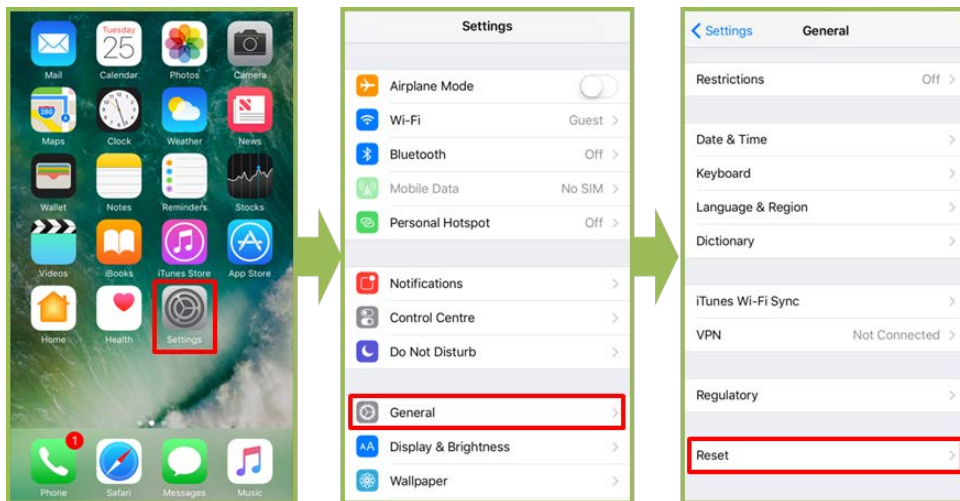 Tuesday
25
Mail
Calendar
Photos
Camera
280
Maps
Clock
Weather
News
Wallet
Notes
Reminders
Stocks
Videos
iBooks
iTunes Store
App Store
Home
Health
Settings
1
Phone
Safari
Messages
Music
Settings
Airplane Mode
Wi-Fi Guest
Bluetooth Off
Mobile Data No SIM
Personal Hotspot Off
Notifications
Control Centre
Do Not Disturb
General
AA Display & Brightness
Wallpaper
Settings General
Restrictions Off
Date & Time
Keyboard
Language & Region
Dictionary
iTunes Wi-Fi Sync
VPN Not Connected
Regulatory
Reset